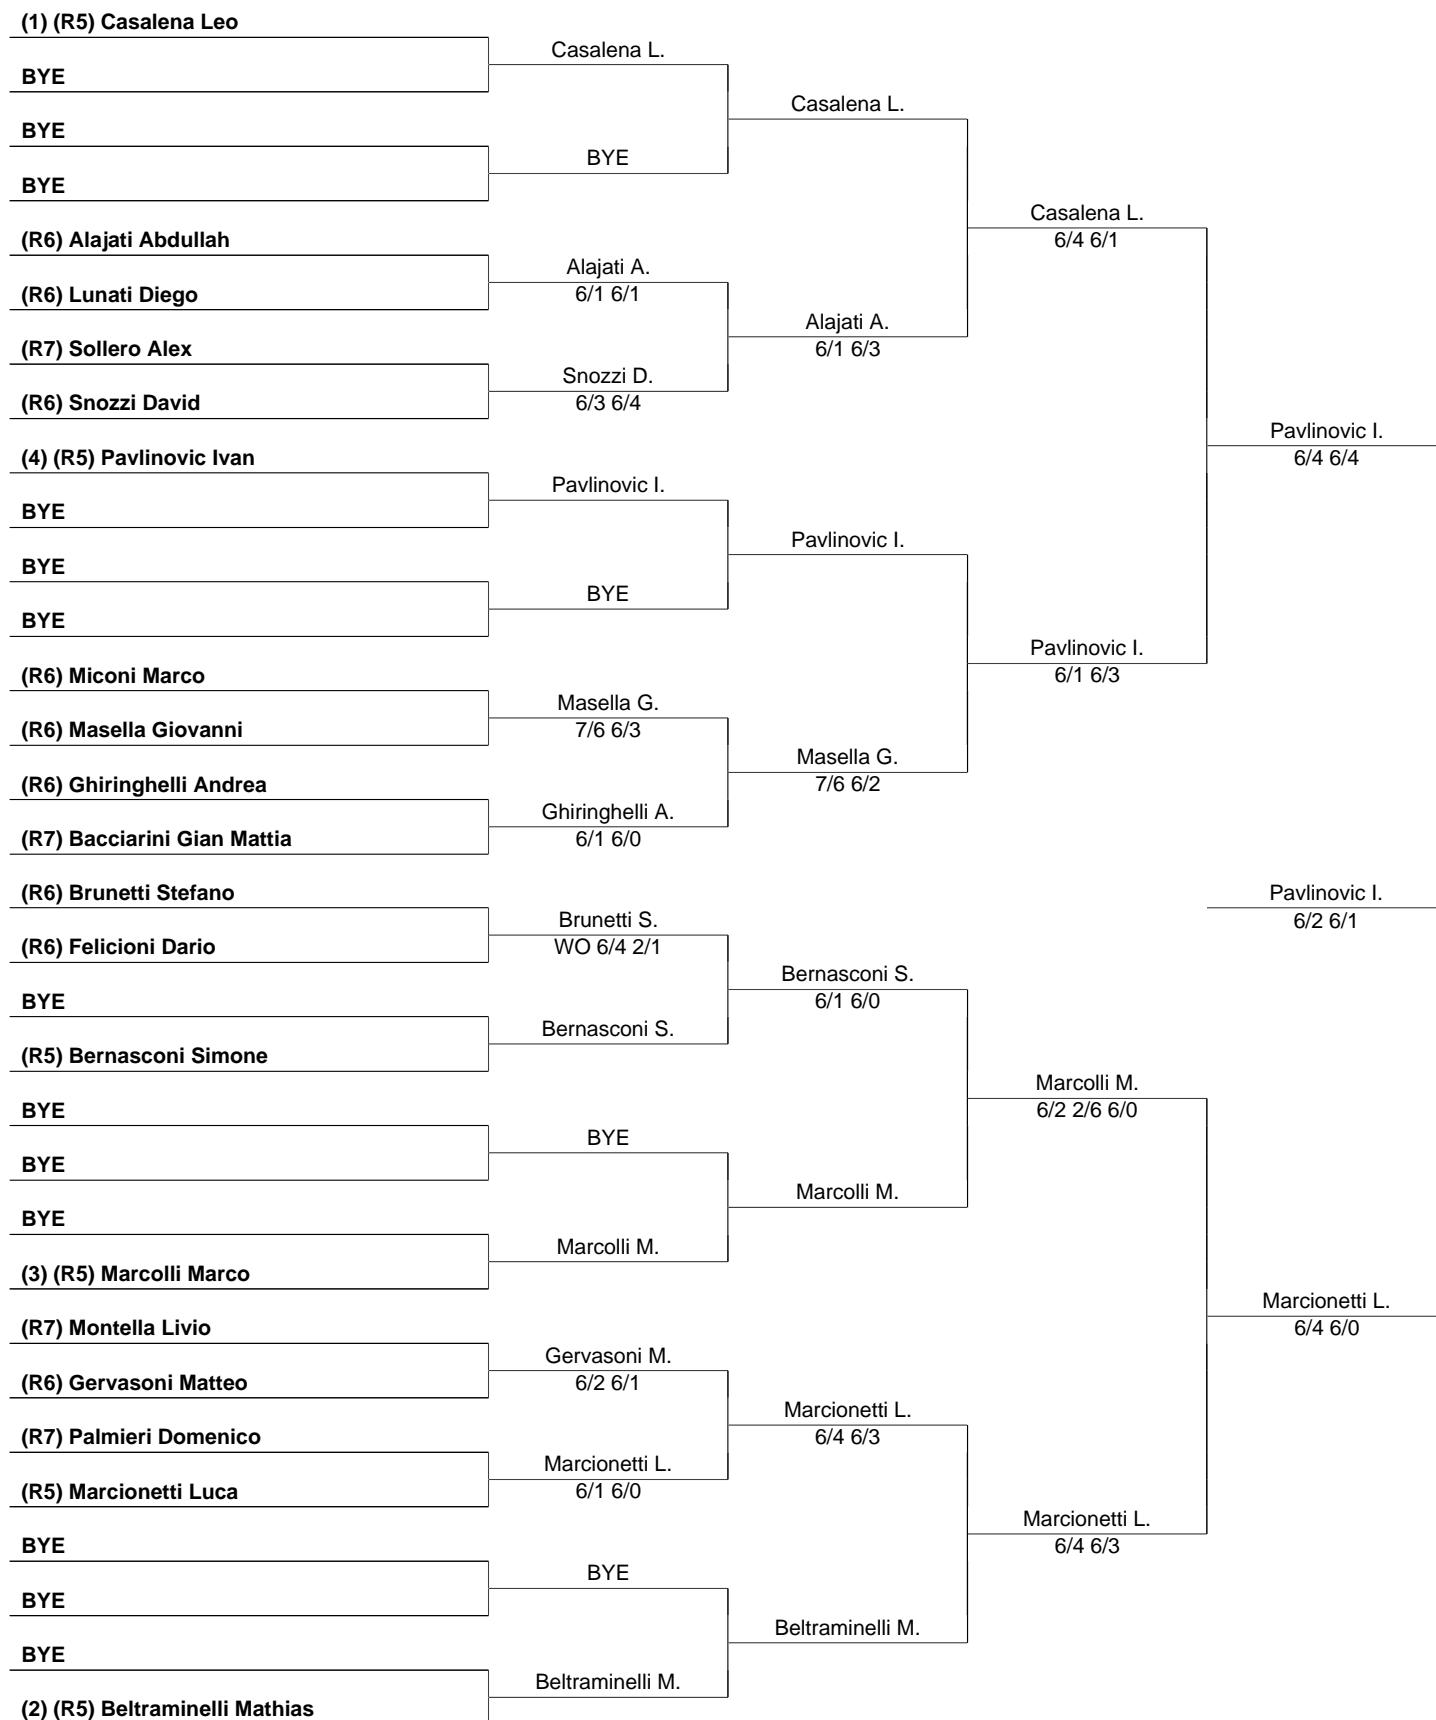 (1) (R5) Casalena Leo
Casalena L.
BYE
Casalena L.
BYE
BYE
BYE
Casalena L.
6/4 6/1
(R6) Alajati Abdullah
Alajati A.
6/1 6/1
(R6) Lunati Diego
Alajati A.
6/1 6/3
(R7) Sollero Alex
Snozzi D.
6/3 6/4
(R6) Snozzi David
Pavlinovic I.
6/4 6/4
(4) (R5) Pavlinovic Ivan
Pavlinovic I.
BYE
Pavlinovic I.
BYE
BYE
BYE
Pavlinovic I.
6/1 6/3
(R6) Miconi Marco
Masella G.
7/6 6/3
(R6) Masella Giovanni
Masella G.
7/6 6/2
(R6) Ghiringhelli Andrea
Ghiringhelli A.
6/1 6/0
(R7) Bacciarini Gian Mattia
(R6) Brunetti Stefano
Pavlinovic I.
6/2 6/1
Brunetti S.
WO 6/4 2/1
(R6) Felicioni Dario
Bernasconi S.
6/1 6/0
BYE
Bernasconi S.
(R5) Bernasconi Simone
Marcolli M.
6/2 2/6 6/0
BYE
BYE
BYE
Marcolli M.
BYE
Marcolli M.
(3) (R5) Marcolli Marco
Marcionetti L.
6/4 6/0
(R7) Montella Livio
Gervasoni M.
6/2 6/1
(R6) Gervasoni Matteo
Marcionetti L.
6/4 6/3
(R7) Palmieri Domenico
Marcionetti L.
6/1 6/0
(R5) Marcionetti Luca
Marcionetti L.
6/4 6/3
BYE
BYE
BYE
Beltraminelli M.
BYE
Beltraminelli M.
(2) (R5) Beltraminelli Mathias